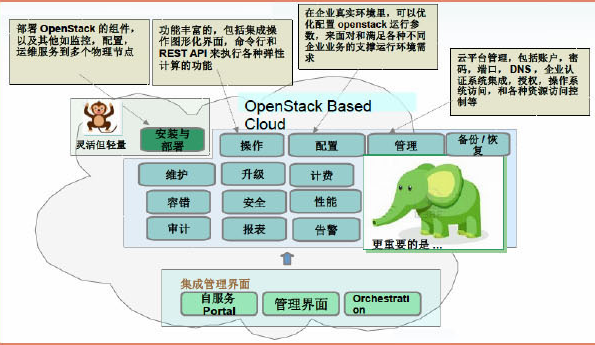 部署 OpenStack 的组件,
以及其他如监控, 配置,
运维服务到多个物理节点
功能丰富的, 包括集成操
作图形化界面, 命令行和
REST API 来执行各种弹性
计算的功能
在企业真实环境里, 可以优
化配置 openstack 运行参
数, 来面对和满足各种不同
企业业务的支撑运行环境需
求
云平台管理, 包括账户, 密
码, 端口, DNS, 企业认
证系统集成, 授权, 操作系
统访问, 和各种资源访问控
制等
OpenStack Based
Cloud
灵活但轻量
安装与
部署
操作
配置
管理
备份 / 恢
复
维护
升级
计费
容错
安全
性能
审计
报表
告警
更重要的是 ...
集成管理界面
自服务
Portal
管理界面
Orchestrati
on